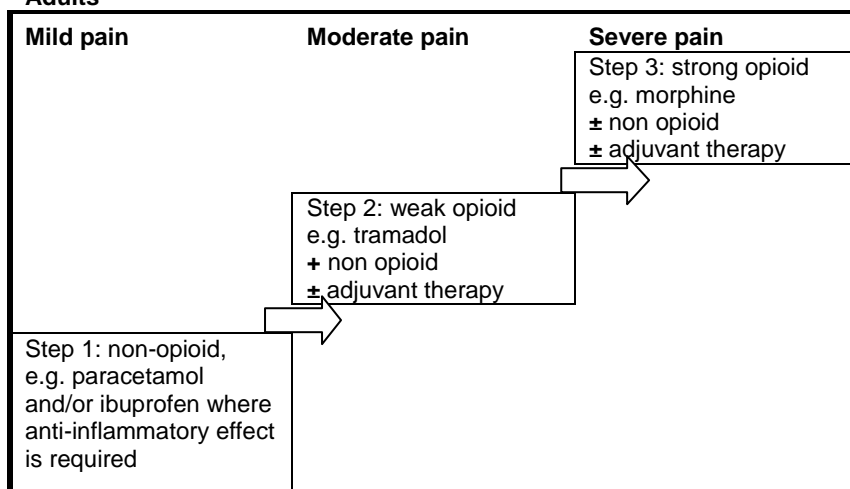 Adults
Mild pain
Moderate pain
Severe pain
Step 3: strong opioid
e.g. morphine
± non opioid
± adjuvant therapy
Step 2: weak opioid
e.g. tramadol
+ non opioid
± adjuvant therapy
Step 1: non-opioid,
e.g. paracetamol
and/or ibuprofen where
anti-inflammatory effect
is required